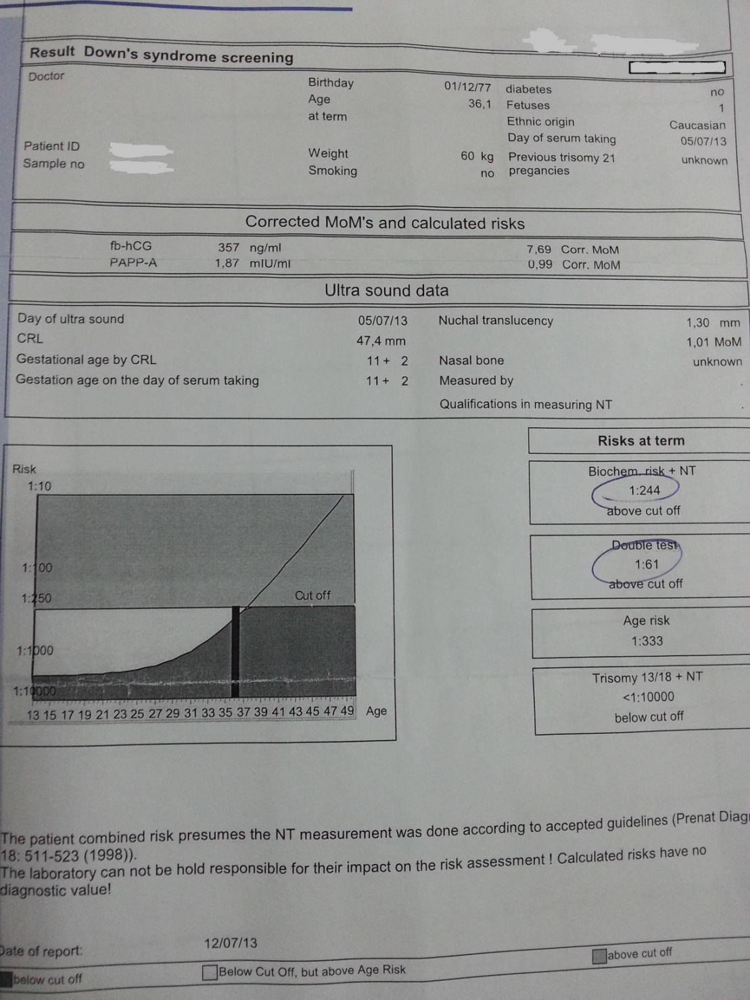 Result Down's syndrome screening
Doctor
Birthday 01/12/77 diabetes no
Age 36,1 Fetuses 1
at term Ethnic origin Caucasian
Day of serum taking 05/07/13
Patient ID Weight 60 kg Previous trisomy 21 unknown
Sample no Smoking no pregancies
Corrected MoM's and calculated risks
fb-hCG 357 ng/ml 7,69 Corr. MoM
PAPP-A 1,87 mIU/ml 0,99 Corr. MoM
Ultra sound data
Day of ultra sound 05/07/13 Nuchal translucency 1,30 mm
CRL 47,4 mm 1,01 MoM
Gestational age by CRL 11 + 2 Nasal bone unknown
Gestation age on the day of serum taking 11 + 2 Measured by .
Qualifications in measuring NT .
Risk
1:10
1:100
1:250
Cut off
1:1000
1:10000
13 15 17 19 21 23 25 27 29 31 33 35 37 39 41 43 45 47 49 Age
Risks at term
Biochem. risk + NT
1:244
above cut off
Double test
1:61
above cut off
Age risk
1:333
Trisomy 13/18 + NT
<1:10000
below cut off
The patient combined risk presumes the NT measurement was done according to accepted guidelines (Prenat Diag
18: 511-523 (1998)).
The laboratory can not be hold responsible for their impact on the risk assessment ! Calculated risks have no
diagnostic value!
Date of report: 12/07/13
below cut off Below Cut Off, but above Age Risk above cut off